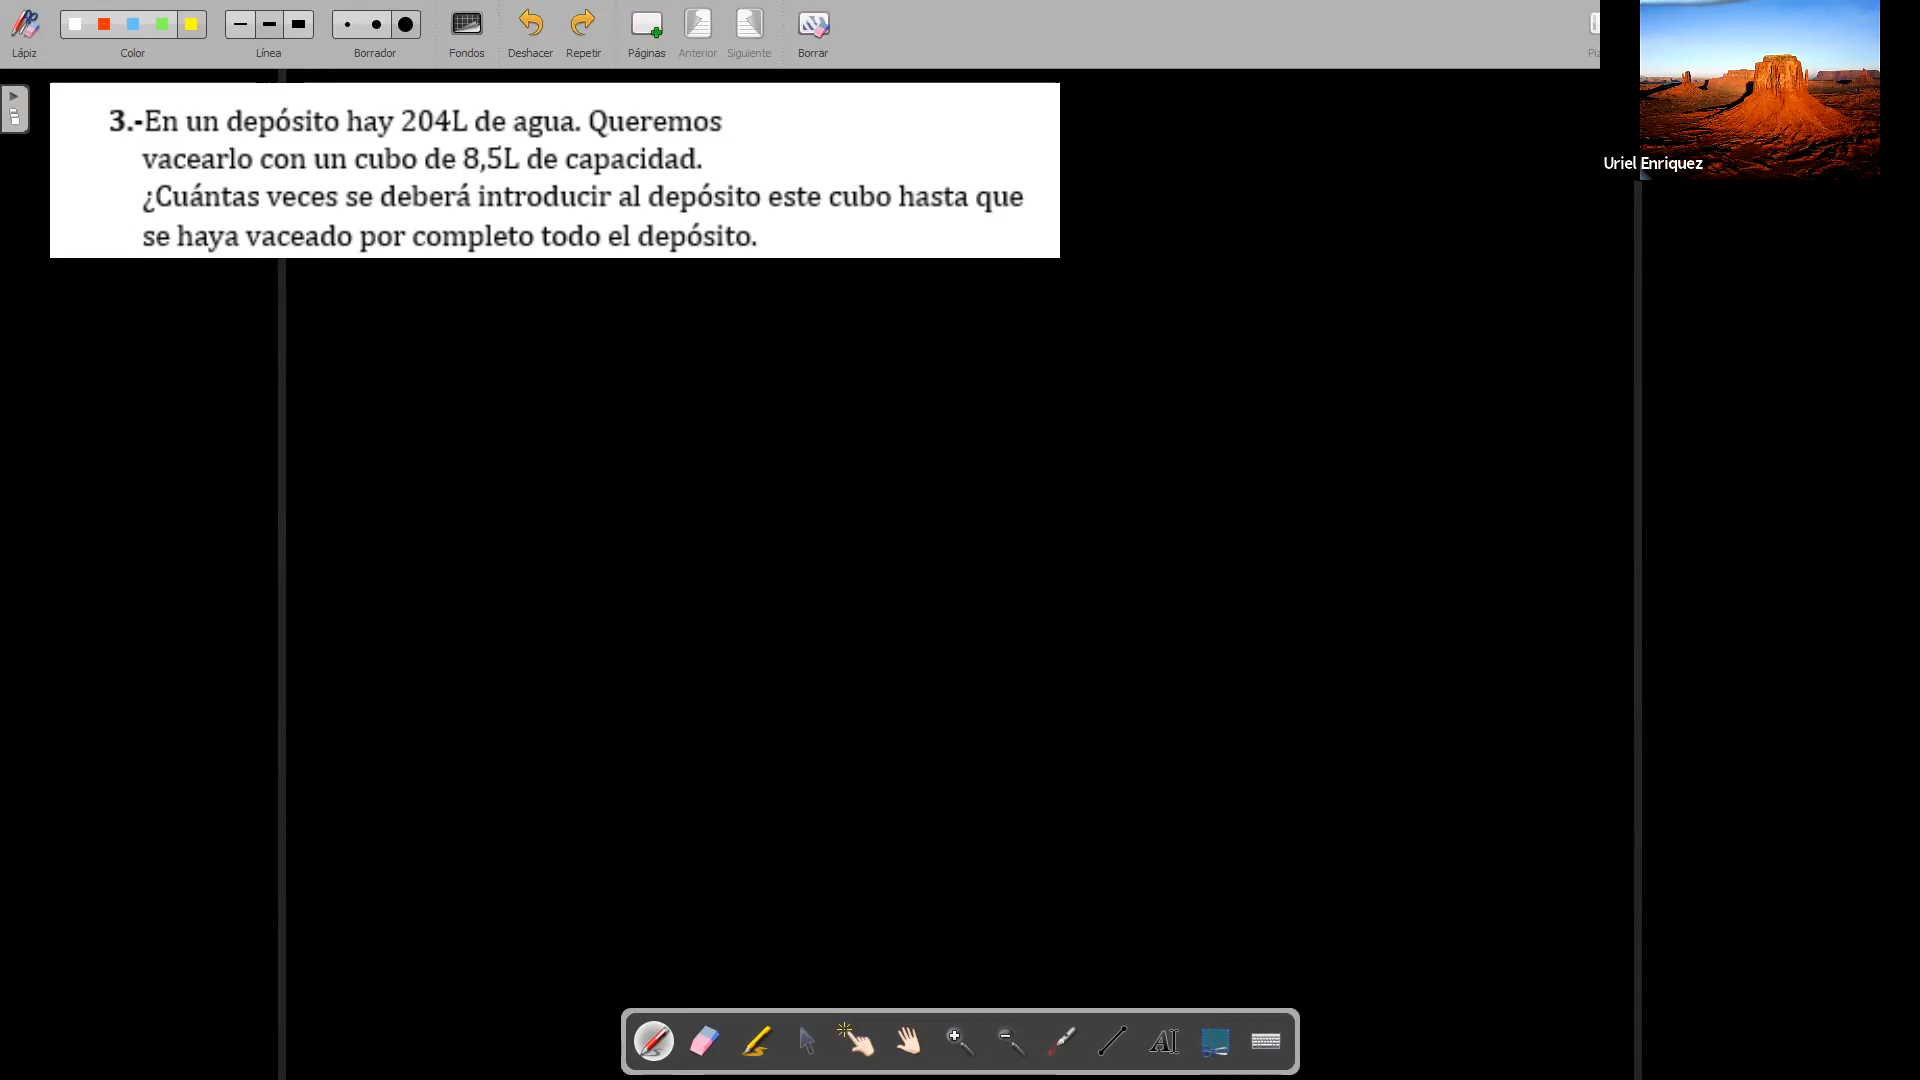 Lápiz
Color
Línea
Borrador
Fondos
Deshacer
Repetir
Páginas
Anterior
Siguiente
Borrar
3.-En un depósito hay 204L de agua. Queremos
vacearlo con un cubo de 8,5L de capacidad.
¿Cuántas veces se deberá introducir al depósito este cubo hasta que
se haya vaceado por completo todo el depósito.
Uriel Enriquez
AI